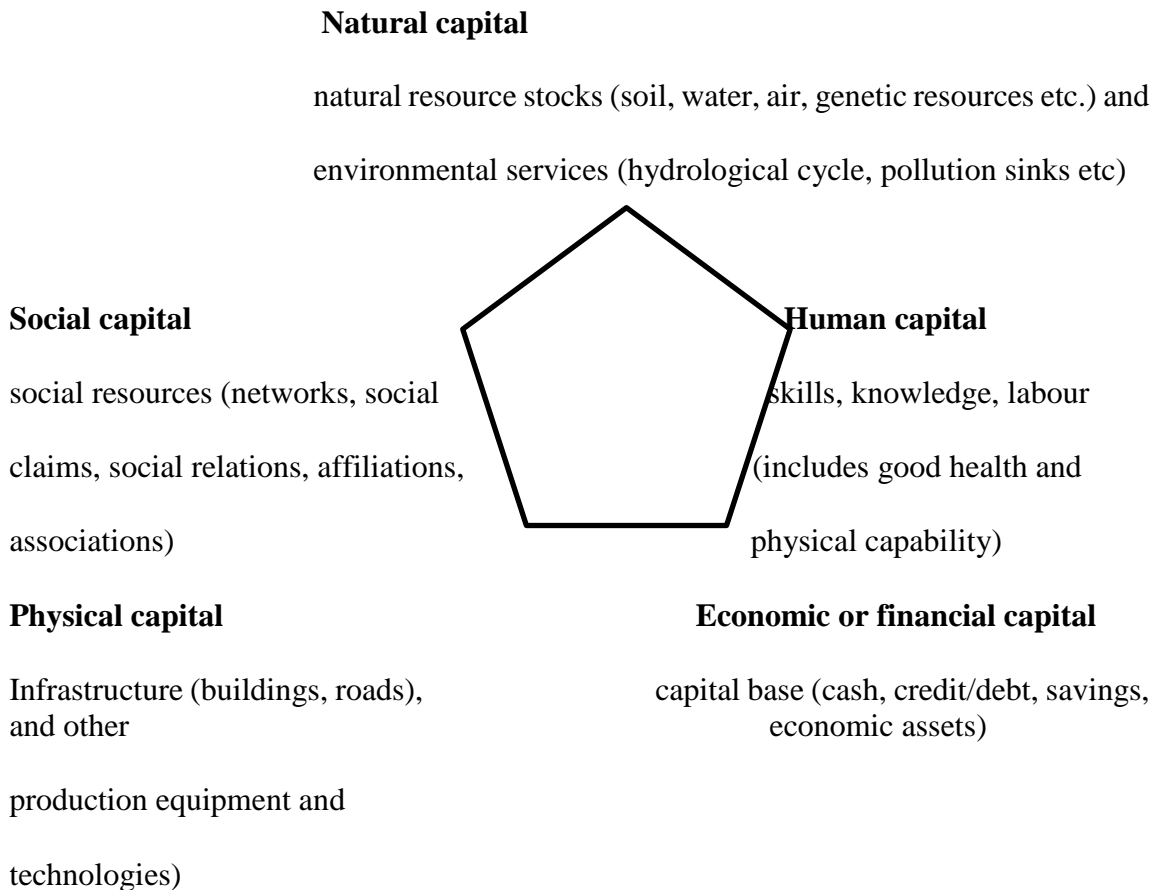 Natural capital
natural resource stocks (soil, water, air, genetic resources etc.) and
environmental services (hydrological cycle, pollution sinks etc)
Social capital
social resources (networks, social
claims, social relations, affiliations,
associations)
Human capital
skills, knowledge, labour
(includes good health and
physical capability)
Physical capital
Infrastructure (buildings, roads),
and other
production equipment and
technologies)
Economic or financial capital
capital base (cash, credit/debt, savings,
economic assets)